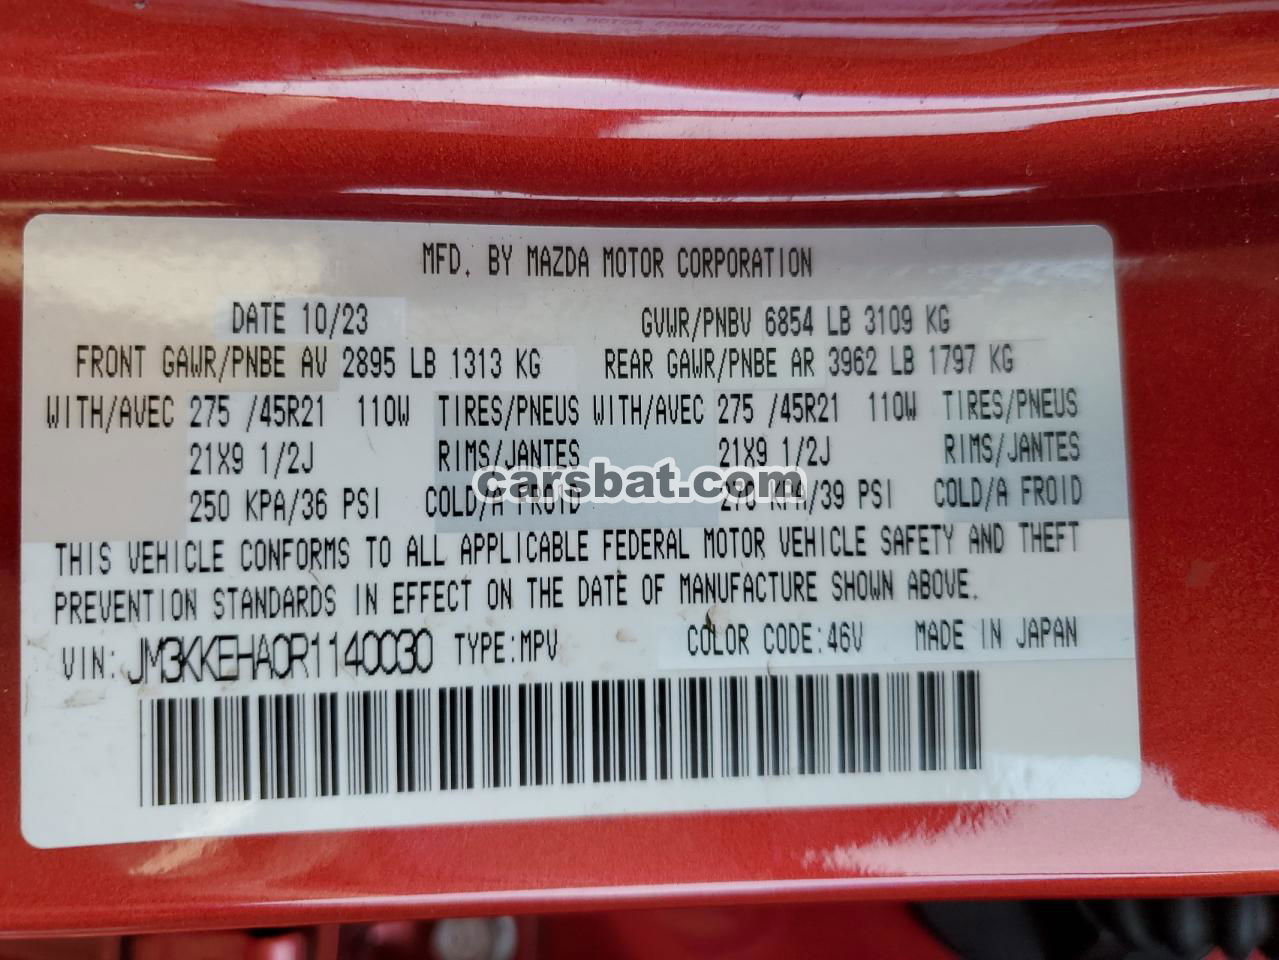 MFD. BY MAZDA MOTOR CORPORATION
DATE 10/23 GVWR/PNBV 6854 LB 3109 KG
FRONT GAWR/PNBE AV 2895 LB 1313 KG REAR GAWR/PNBE AR 3962 LB 1797 KG
WITH/AVEC 275 /45R21 110W TIRES/PNEUS WITH/AVEC 275 /45R21 110W TIRES/PNEUS
21X9 1/2J RIMS/JANTES 21X9 1/2J RIMS/JANTES
carsbat.com
250 KPA/36 PSI COLD/A FROID 270 KPA/39 PSI COLD/A FROID
THIS VEHICLE CONFORMS TO ALL APPLICABLE FEDERAL MOTOR VEHICLE SAFETY AND THEFT
PREVENTION STANDARDS IN EFFECT ON THE DATE OF MANUFACTURE SHOWN ABOVE.
VIN: JM3KKEHA0R1140030 TYPE:MPV COLOR CODE:46V MADE IN JAPAN